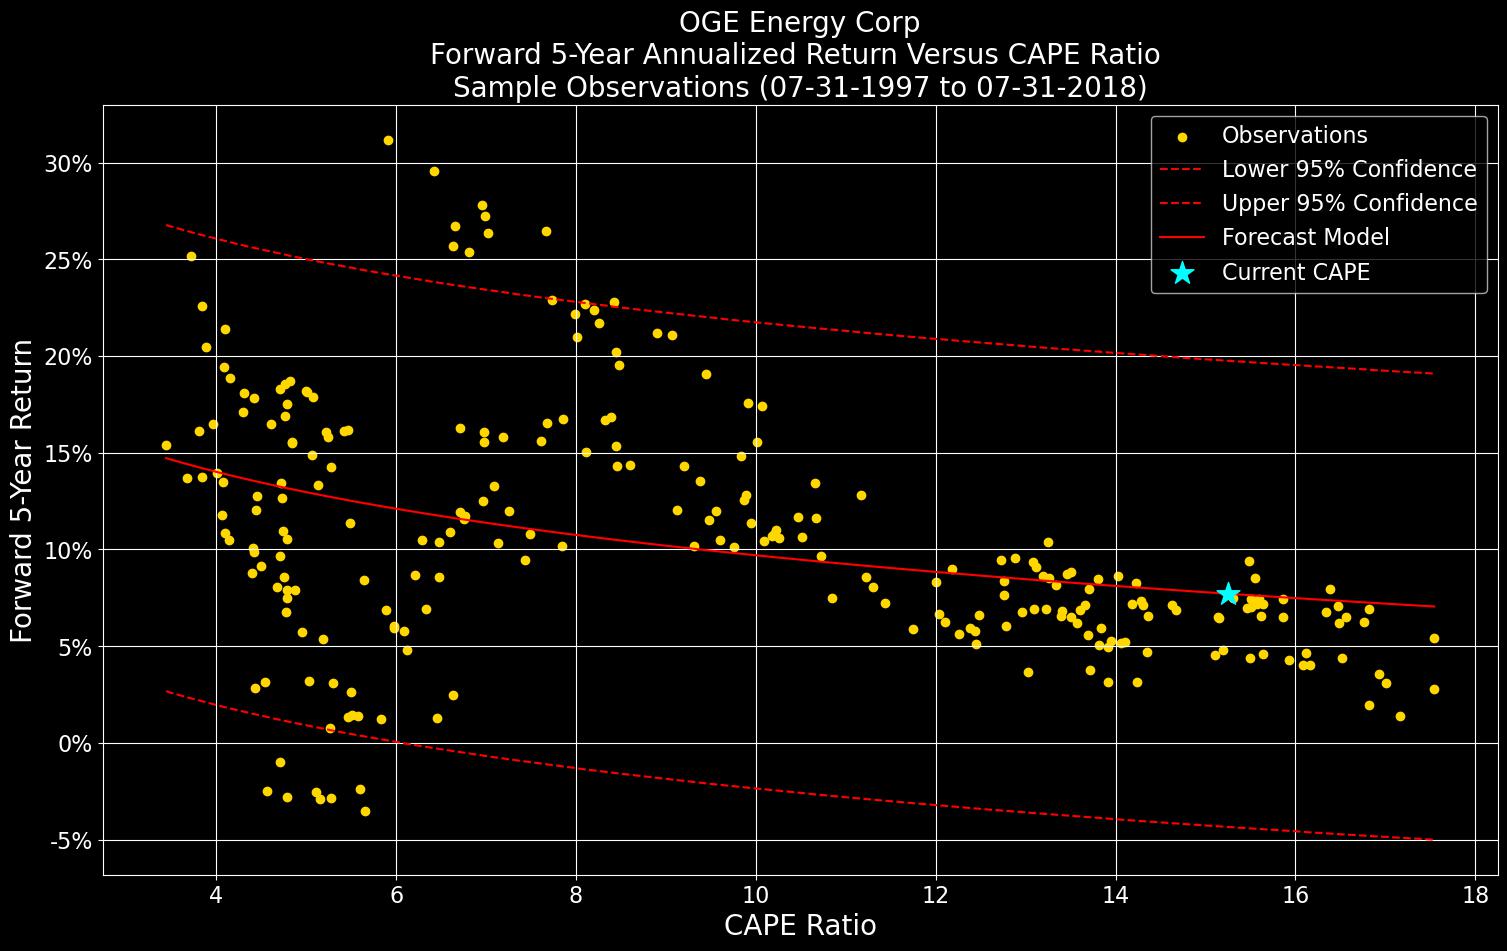 OGE Energy Corp
Forward 5-Year Annualized Return Versus CAPE Ratio
Sample Observations (07-31-1997 to 07-31-2018)
Observations
Lower 95% Confidence
Upper 95% Confidence
Forecast Model
Current CAPE
Forward 5-Year Return
30%
25%
20%
15%
10%
5%
0%
-5%
4 6 8 10 12 14 16 18
CAPE Ratio